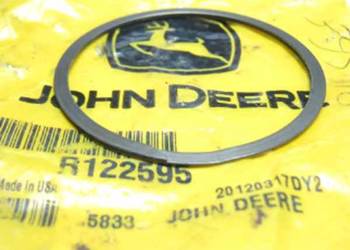 JOHN DEERE
R122595
Made in USA
20120317DY2
5833
JOHN DEERE